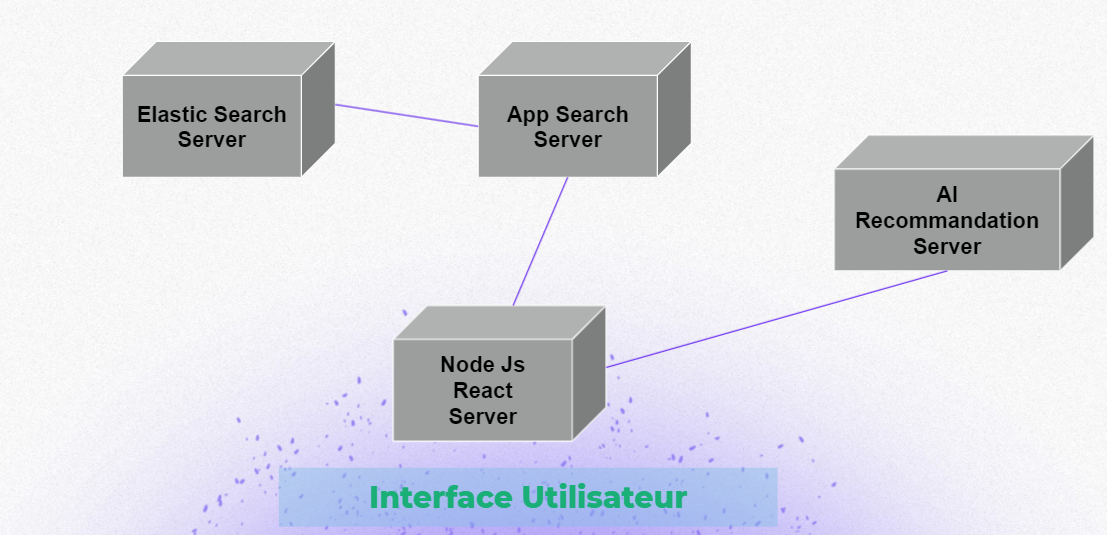 Elastic Search
Server
App Search
Server
AI
Recommandation
Server
Node Js
React
Server
Interface Utilisateur